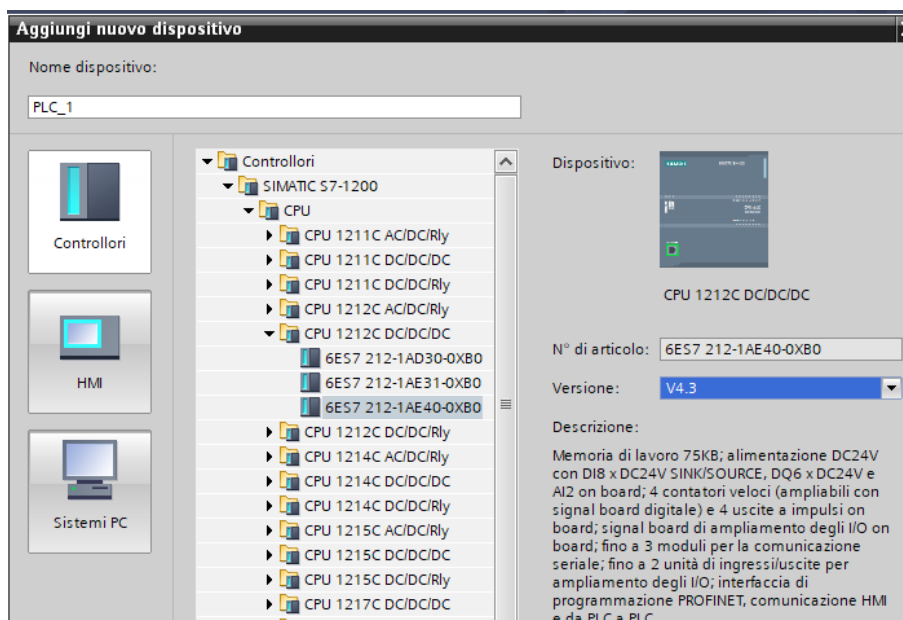 Aggiungi nuovo dispositivo
Nome dispositivo:
PLC_1
Controllori
HMI
Sistemi PC
Controllori
SIMATIC S7-1200
CPU
CPU 1211C AC/DC/Rly
CPU 1211C DC/DC/DC
CPU 1211C DC/DC/Rly
CPU 1212C AC/DC/Rly
CPU 1212C DC/DC/DC
6ES7 212-1AD30-0XB0
6ES7 212-1AE31-0XB0
6ES7 212-1AE40-0XB0
CPU 1212C DC/DC/Rly
CPU 1214C AC/DC/Rly
CPU 1214C DC/DC/DC
CPU 1214C DC/DC/Rly
CPU 1215C AC/DC/Rly
CPU 1215C DC/DC/DC
CPU 1215C DC/DC/Rly
CPU 1217C DC/DC/DC
Dispositivo:
SIEMENS
CPU 1212C DC/DC/DC
N° di articolo: 6ES7 212-1AE40-0XB0
Versione: V4.3
Descrizione:
Memoria di lavoro 75KB; alimentazione DC24V
con DI8 x DC24V SINK/SOURCE, DQ6 x DC24V e
AI2 on board; 4 contatori veloci (ampliabili con
signal board digitale) e 4 uscite a impulsi on
board; signal board di ampliamento degli I/O on
board; fino a 3 moduli per la comunicazione
seriale; fino a 2 unità di ingressi/uscite per
ampliamento degli I/O; interfaccia di
programmazione PROFINET, comunicazione HMI
e da PLC a PLC